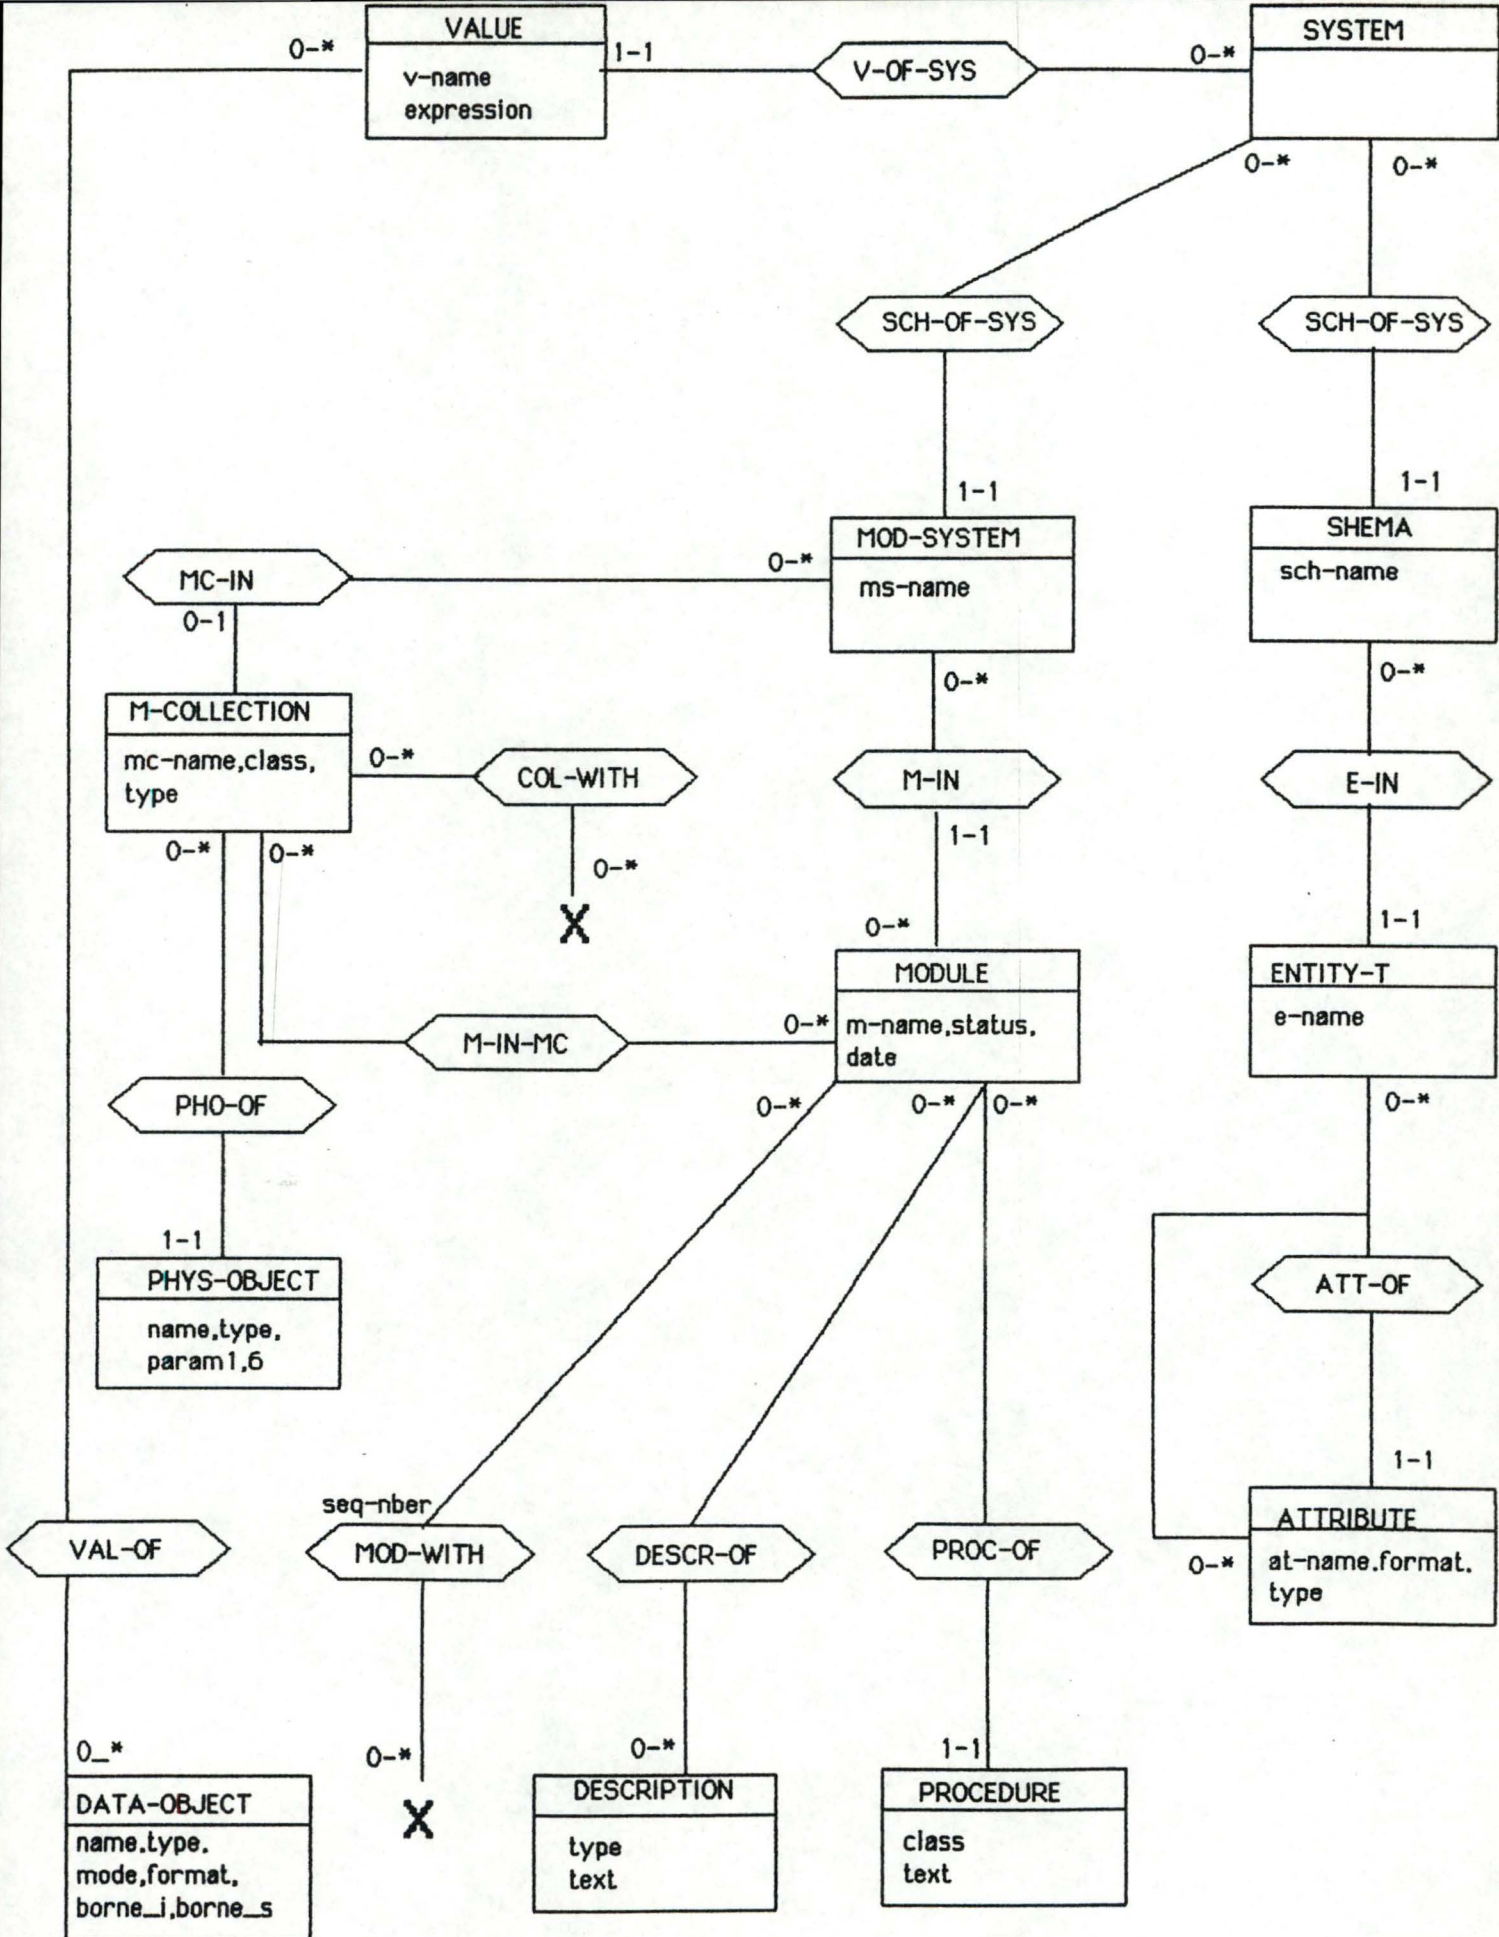 VALUE
SYSTEM
0-*
1-1
V-OF-SYS
0-*
v-name
expression
0-*
0-*
SCH-OF-SYS
SCH-OF-SYS
1-1
1-1
MOD-SYSTEM
SHEMA
0-*
MC-IN
ms-name
sch-name
0-1
0-*
0-*
M-COLLECTION
mc-name,class,
type
0-*
COL-WITH
M-IN
E-IN
0-*
0-*
0-*
1-1
X
0-*
1-1
MODULE
ENTITY-T
M-IN-MC
0-*
m-name,status,
date
e-name
PHO-OF
0-*
0-*
0-*
0-*
1-1
PHYS-OBJECT
ATT-OF
name,type,
param1,6
1-1
seq-nber
ATTRIBUTE
VAL-OF
MOD-WITH
DESCR-OF
PROC-OF
0-*
at-name.format.
type
0_*
0-*
0-*
1-1
DATA-OBJECT
X
DESCRIPTION
PROCEDURE
name.type.
mode,format,
borne_i,borne_s
type
text
class
text